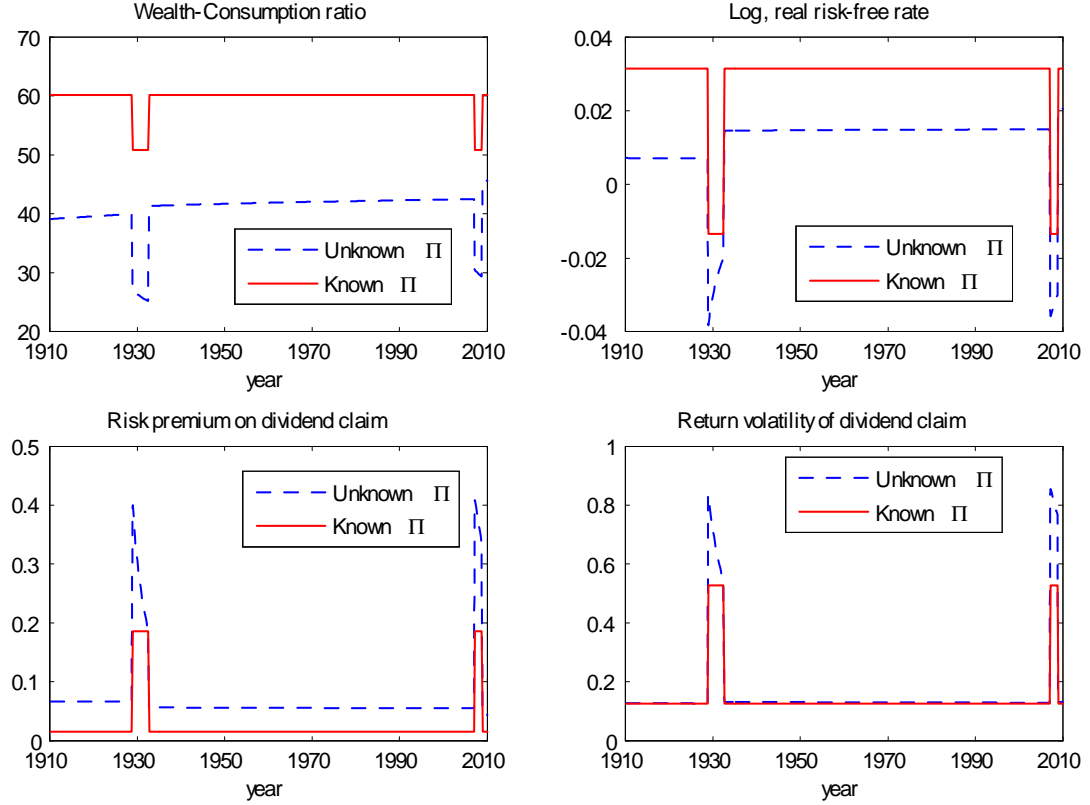 Wealth-Consumption ratio
70
60
50
40
30
20
1910 1930 1950 1970 1990 2010
year
Unknown Π
Known Π
Log, real risk-free rate
0.04
0.02
0
-0.02
-0.04
1910 1930 1950 1970 1990 2010
year
Unknown Π
Known Π
Risk premium on dividend claim
0.5
0.4
0.3
0.2
0.1
0
1910 1930 1950 1970 1990 2010
year
Unknown Π
Known Π
Return volatility of dividend claim
1
0.8
0.6
0.4
0.2
0
1910 1930 1950 1970 1990 2010
year
Unknown Π
Known Π